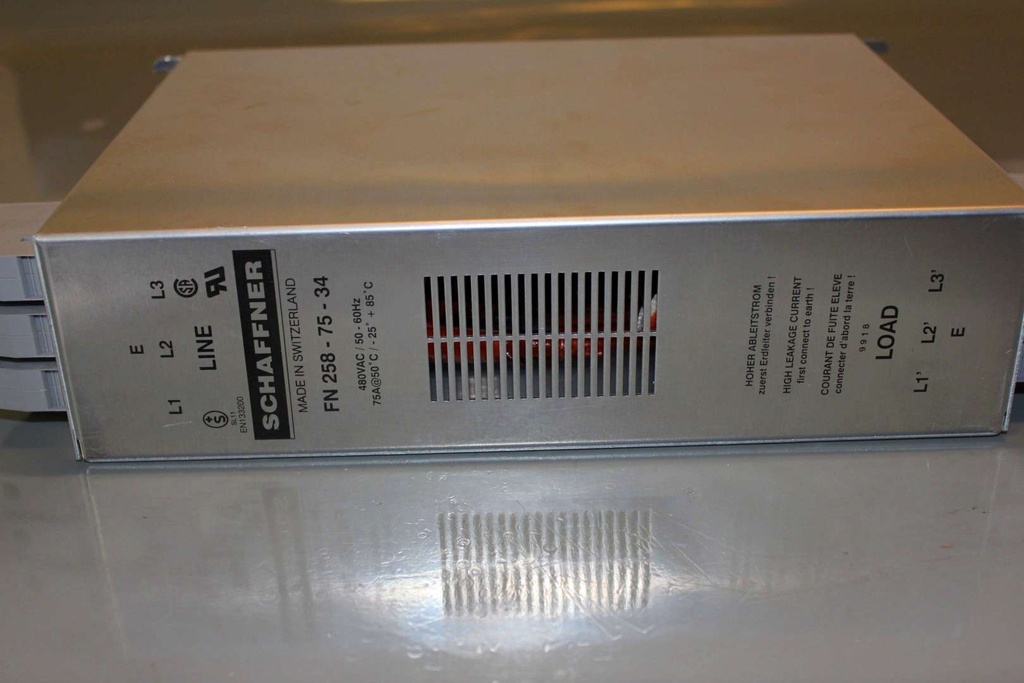 L1 L2 L3
E
LINE
SL11
EN133200
SCHAFFNER
MADE IN SWITZERLAND
FN 258 - 75 - 34
480VAC / 50 - 60Hz
75A@50°C / - 25° + 85°C
HOHER ABLEITSTROM
zuerst Erdleiter verbinden !
HIGH LEAKAGE CURRENT
first connect to earth !
COURANT DE FUITE ELEVE
connecter d'abord la terre !
9918
LOAD
L1' L2' L3'
E